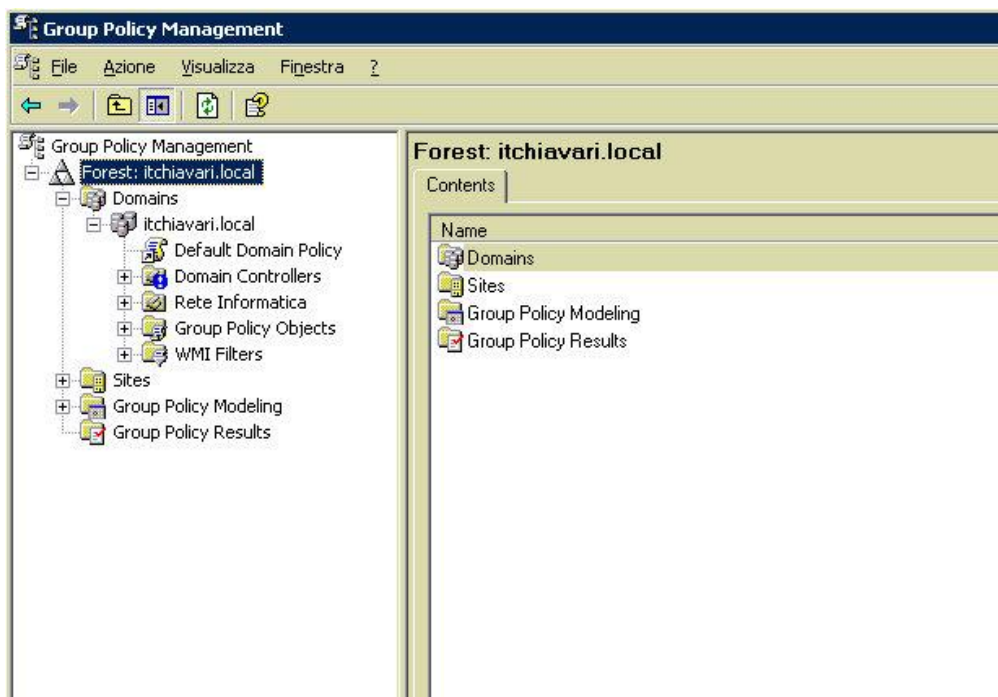 Group Policy Management
File Azione Visualizza Finestra ?
Group Policy Management
Forest: itchiavari.local
Domains
itchiavari.local
Default Domain Policy
Domain Controllers
Rete Informatica
Group Policy Objects
WMI Filters
Sites
Group Policy Modeling
Group Policy Results
Forest: itchiavari.local
Contents
Name
Domains
Sites
Group Policy Modeling
Group Policy Results